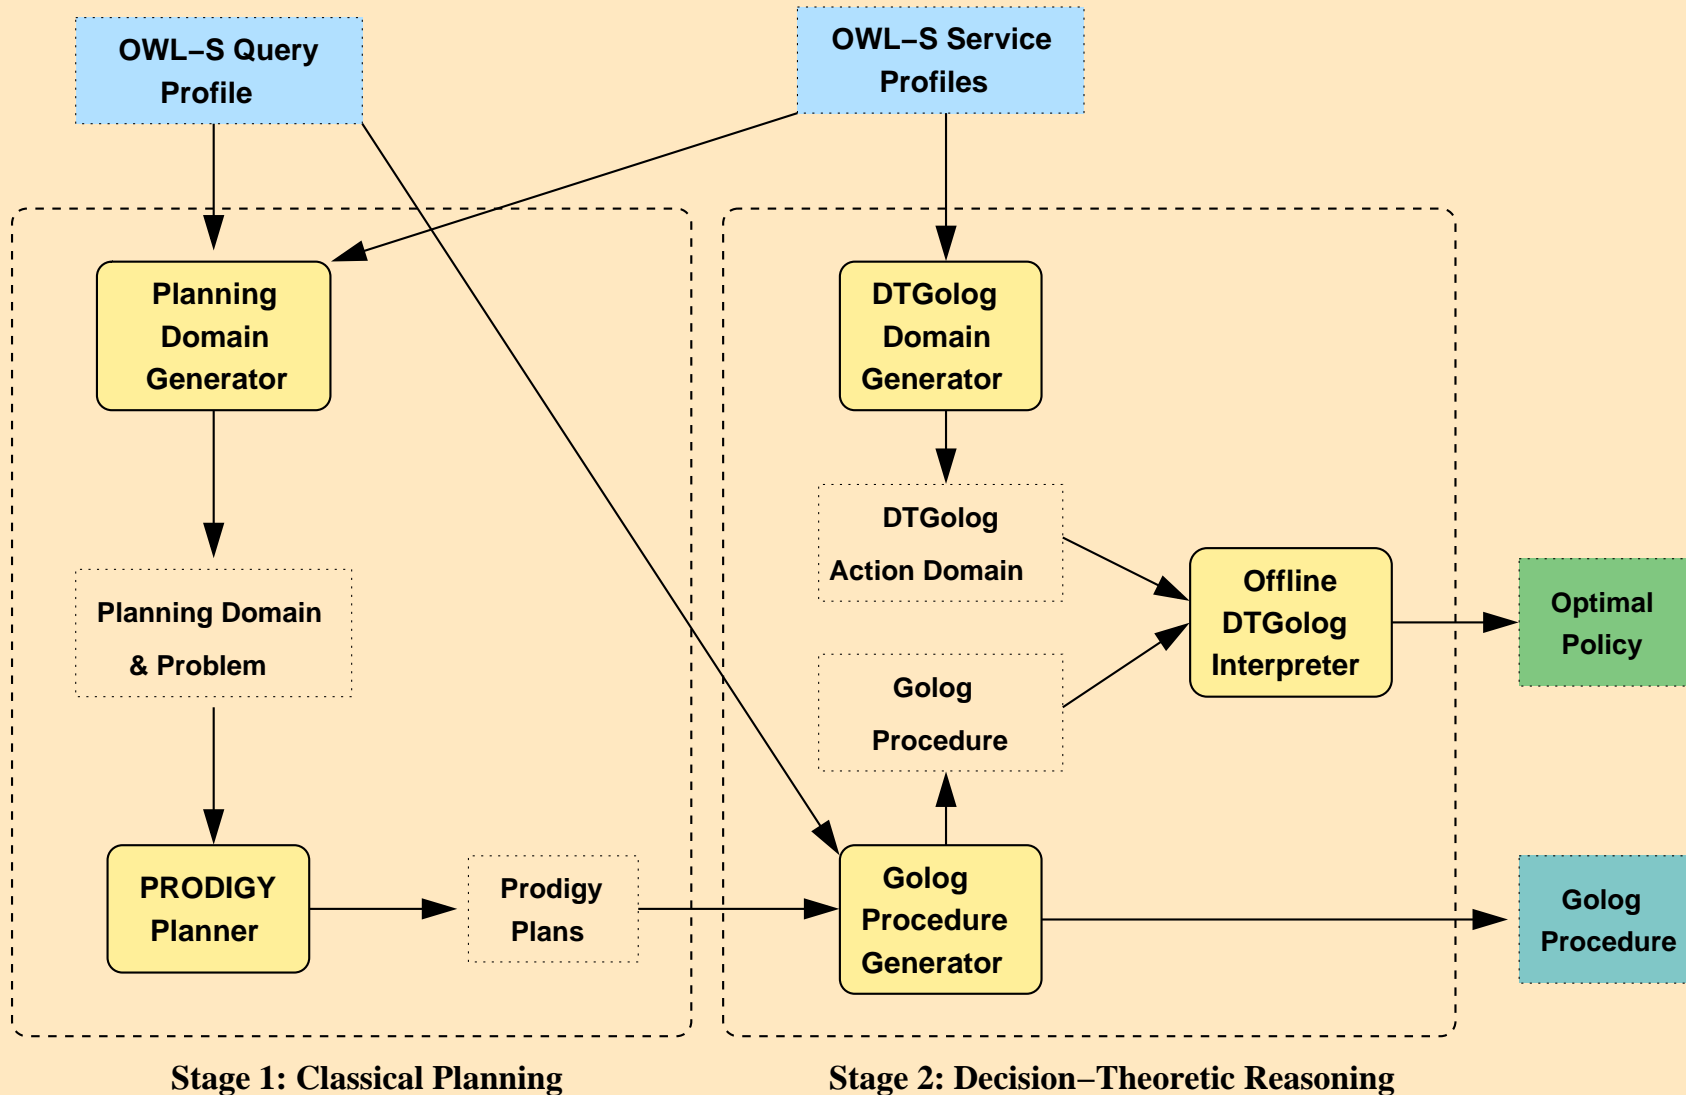 OWL–S Query
Profile
OWL–S Service
Profiles
Planning
Domain
Generator
DTGolog
Domain
Generator
DTGolog
Action Domain
Planning Domain
& Problem
Offline
DTGolog
Interpreter
Optimal
Policy
Golog
Procedure
PRODIGY
Planner
Prodigy
Plans
Golog
Procedure
Generator
Golog
Procedure
Stage 1: Classical Planning
Stage 2: Decision–Theoretic Reasoning